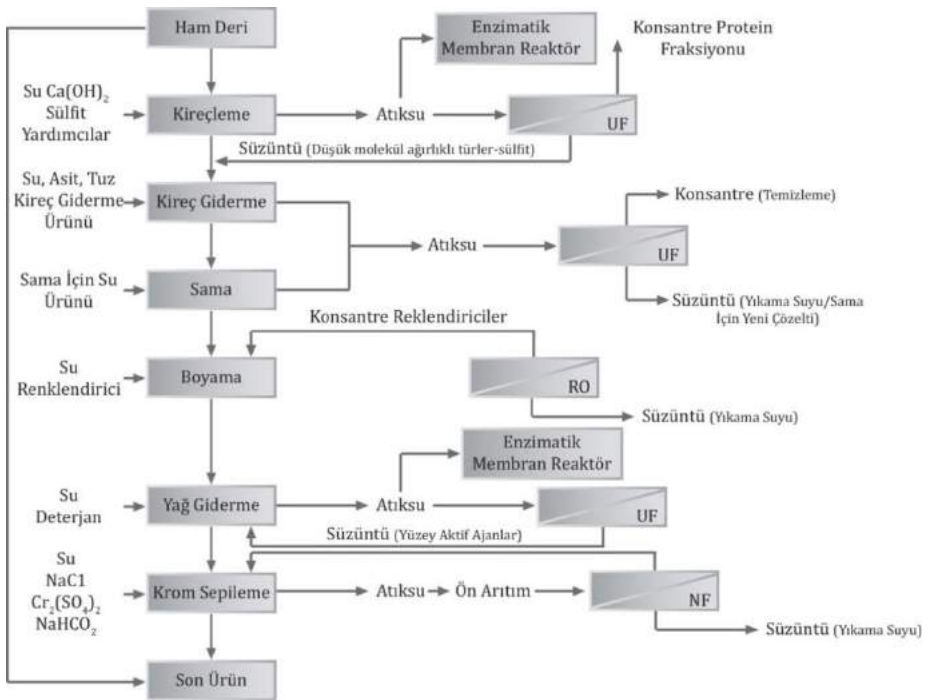 Ham Deri
Enzimatik
Membran Reaktör
Konsantre Protein
Fraksiyonu
Su Ca(OH)₂
Sülfit
Yardımcılar
Kireçleme
Atıksu
UF
Süzüntü (Düşük molekül ağırlıklı türler-sülfit)
Su, Asit, Tuz
Kireç Giderme
Ürünü
Kireç Giderme
Konsantre (Temizleme)
Atıksu
UF
Sama İçin Su
Ürünü
Sama
Süzüntü (Yıkama Suyu/Sama
İçin Yeni Çözelti)
Konsantre Reklendiriciler
Su
Renklendirici
Boyama
RO
Süzüntü (Yıkama Suyu)
Enzimatik
Membran Reaktör
Su
Deterjan
Yağ Giderme
Atıksu
UF
Süzüntü (Yüzey Aktif Ajanlar)
Su
NaC1
Cr₂(SO₄)₂
NaHCO₂
Krom Sepileme
Atıksu
Ön Arıtım
NF
Süzüntü (Yıkama Suyu)
Son Ürün